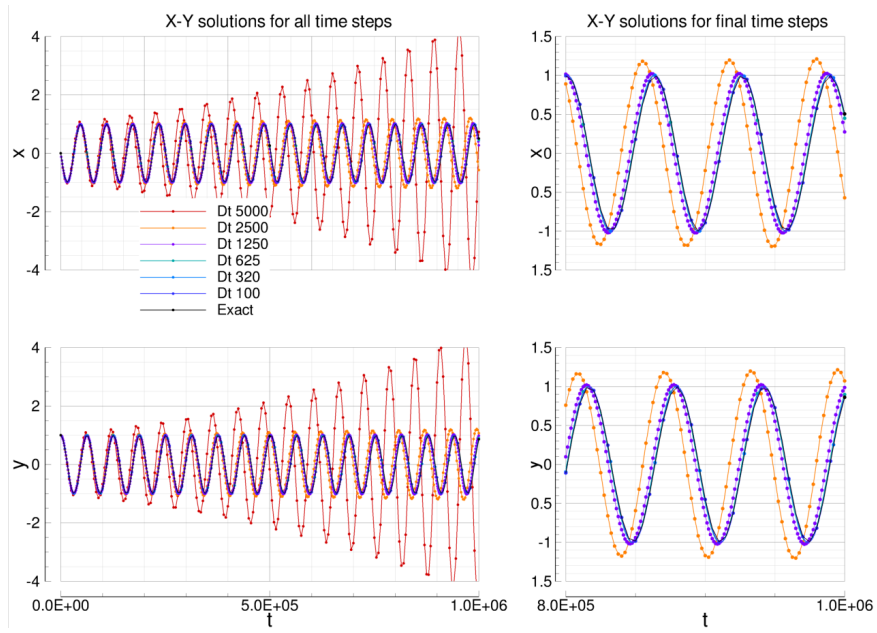 X-Y solutions for all time steps
X-Y solutions for final time steps
4
2
0
2
-4
x
Dt 5000
Dt 2500
Dt 1250
Dt 625
Dt 320
Dt 100
Exact
1.5
1
0.5
0
0.5
-1
1.5
x
4
2
0
-2
-4
y
0.0E+00
5.0E+05
1.0E+06
t
1.5
1
0.5
0
0.5
-1
1.5
y
8.0E+05
1.0E+06
t